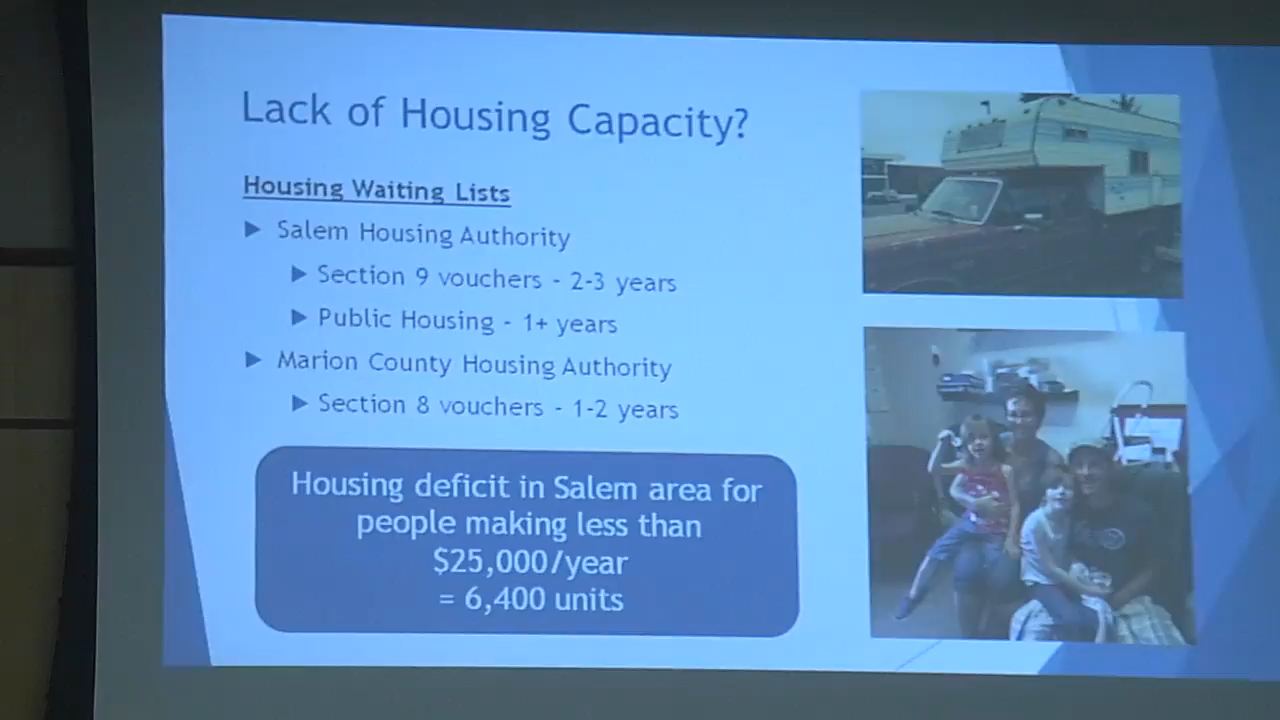 Lack of Housing Capacity?
Housing Waiting Lists
Salem Housing Authority
Section 9 vouchers - 2-3 years
Public Housing - 1+ years
Marion County Housing Authority
Section 8 vouchers - 1-2 years
Housing deficit in Salem area for
people making less than
$25,000/year
= 6,400 units